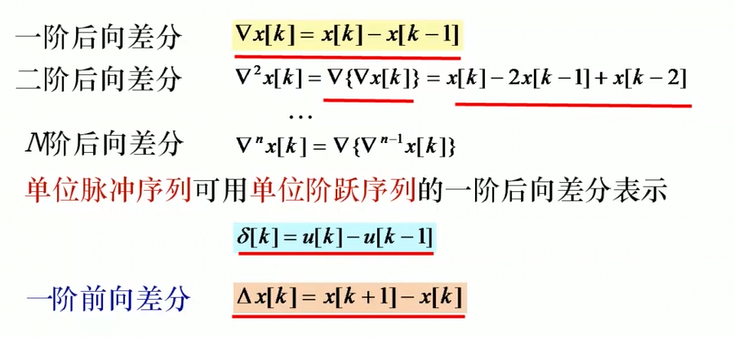 一阶后向差分 ∇x[k] = x[k] − x[k − 1]
二阶后向差分 ∇²x[k] = ∇{∇x[k]} = x[k] − 2x[k − 1] + x[k − 2]
…
N阶后向差分 ∇ⁿx[k] = ∇{∇ⁿ⁻¹x[k]}
单位脉冲序列可用单位阶跃序列的一阶后向差分表示
δ[k] = u[k] − u[k − 1]
一阶前向差分 Δx[k] = x[k + 1] − x[k]